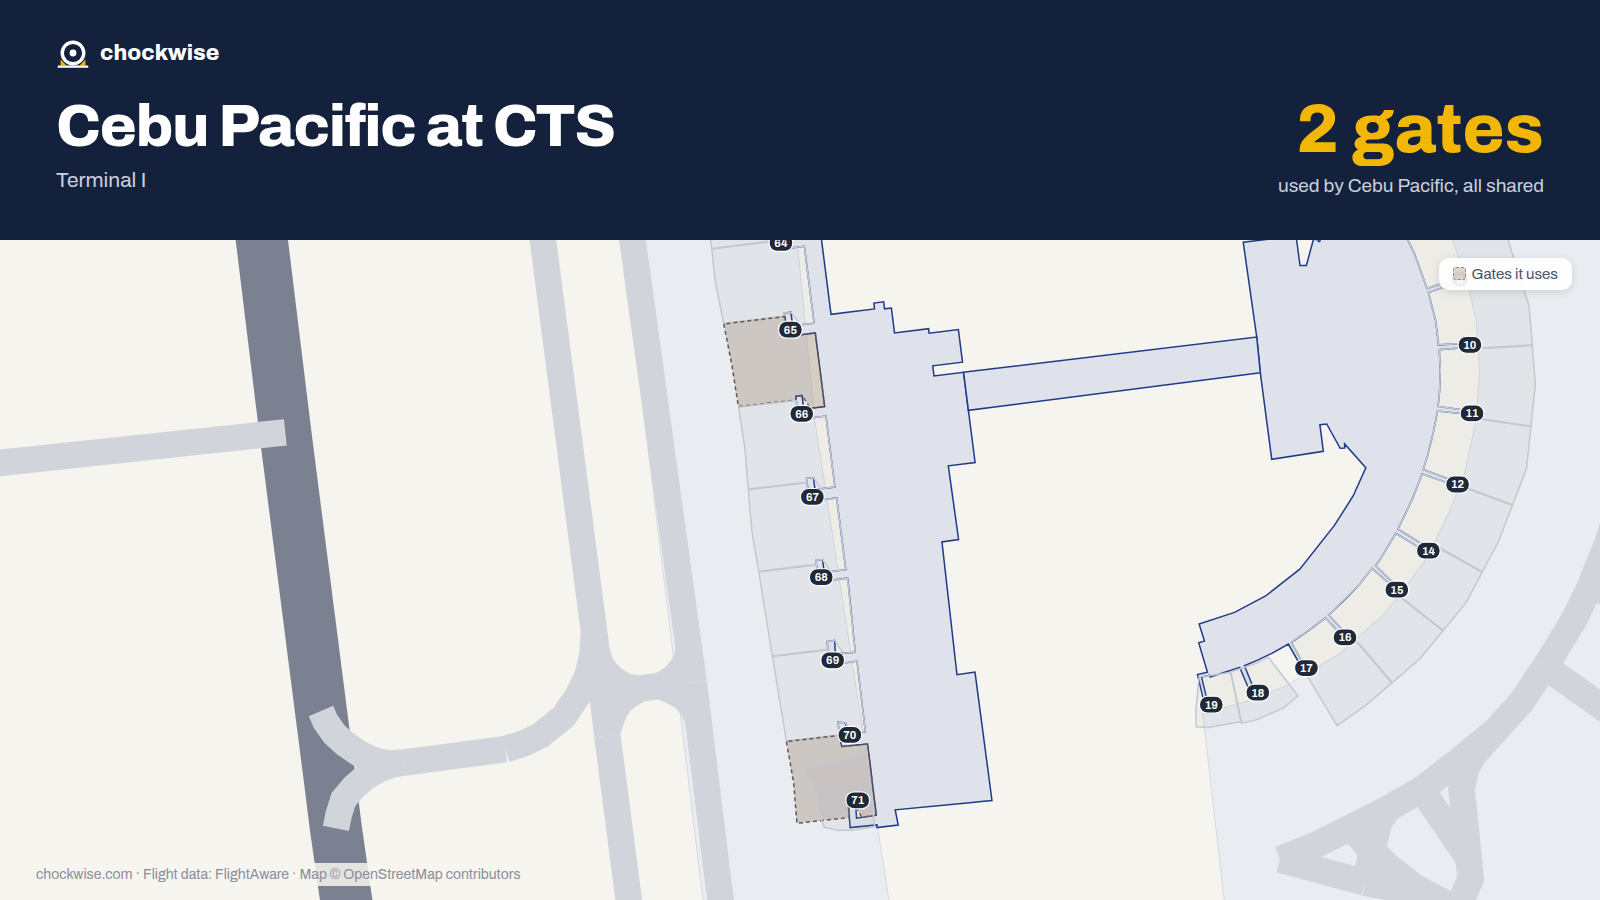 chockwise
Cebu Pacific at CTS
Terminal I
2 gates
used by Cebu Pacific, all shared
Gates it uses
64
65
66
67
68
69
70
71
10
11
12
14
15
16
17
18
19
chockwise.com · Flight data: FlightAware · Map © OpenStreetMap contributors